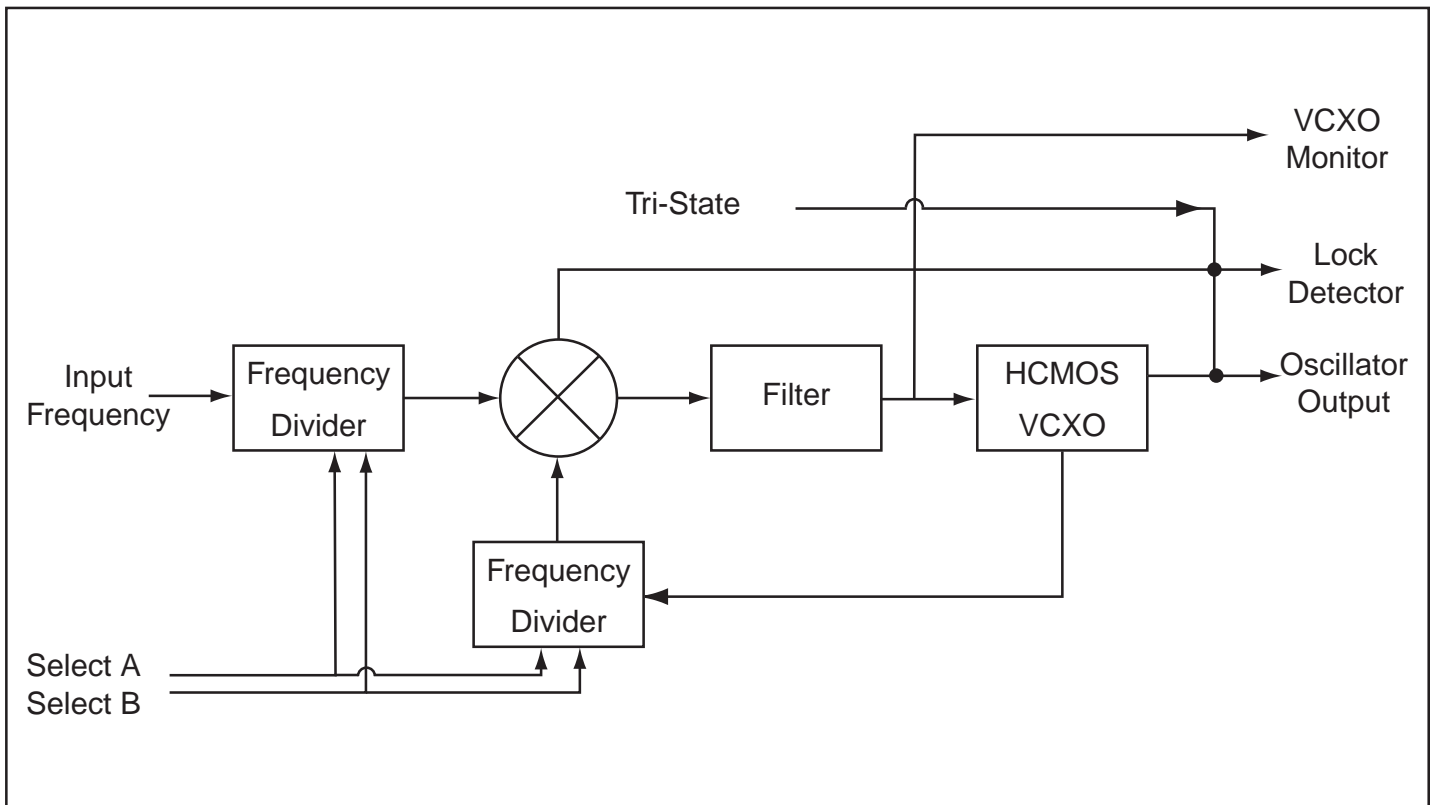 VCXO
Monitor
Tri-State
Lock
Detector
Input
Frequency
Frequency
Divider
Filter
HCMOS
VCXO
Oscillator
Output
Frequency
Divider
Select A
Select B